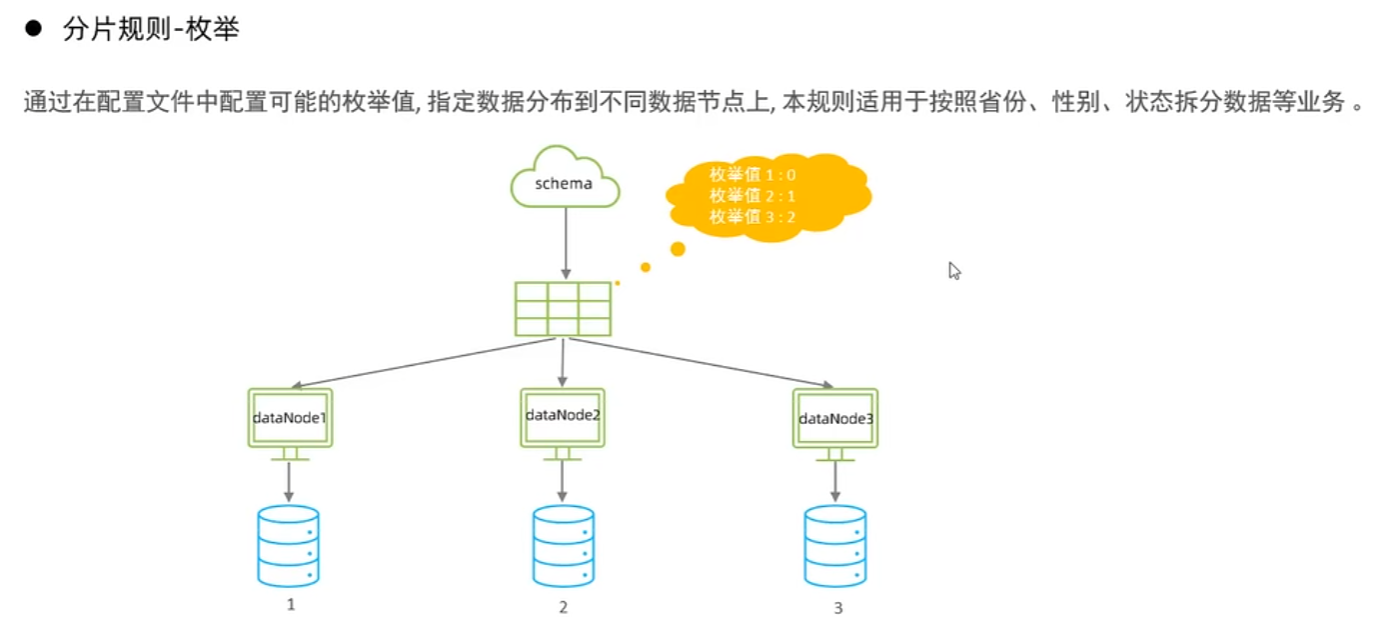 ● 分片规则-枚举
通过在配置文件中配置可能的枚举值, 指定数据分布到不同数据节点上, 本规则适用于按照省份、性别、状态拆分数据等业务 。
schema
枚举值 1 : 0
枚举值 2 : 1
枚举值 3 : 2
dataNode1
dataNode2
dataNode3
1
2
3